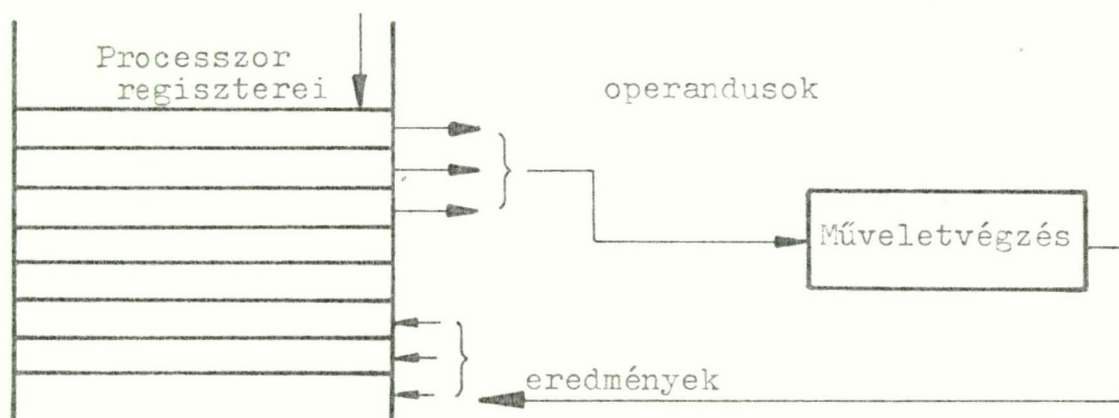 Processzor
regiszterei
operandusok
Műveletvégzés
eredmények